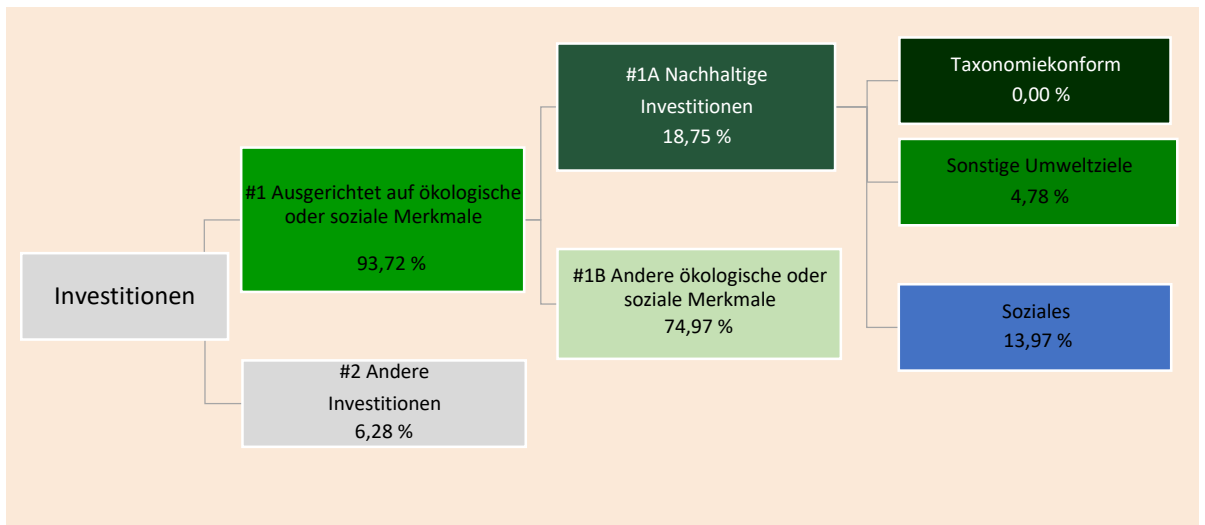 Investitionen
#1 Ausgerichtet auf ökologische
oder soziale Merkmale
93,72 %
#2 Andere
Investitionen
6,28 %
#1A Nachhaltige
Investitionen
18,75 %
#1B Andere ökologische oder
soziale Merkmale
74,97 %
Taxonomiekonform
0,00 %
Sonstige Umweltziele
4,78 %
Soziales
13,97 %